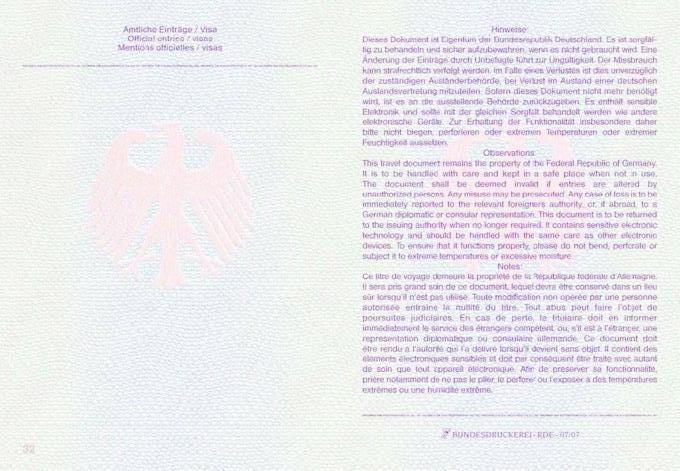 Amtliche Einträge / Visa
Official entries / visas
Mentions officielles / visas
32
Hinweise:
Dieses Dokument ist Eigentum der Bundesrepublik Deutschland. Es ist sorgfäl-
tig zu behandeln und sicher aufzubewahren, wenn es nicht gebraucht wird. Eine
Änderung der Einträge durch Unbefugte führt zur Ungültigkeit. Der Missbrauch
kann strafrechtlich verfolgt werden. Im Falle eines Verlustes ist dies unverzüglich
der zuständigen Ausländerbehörde, bei Verlust im Ausland einer deutschen
Auslandsvertretung mitzuteilen. Sofern dieses Dokument nicht mehr benötigt
wird, ist es an die ausstellende Behörde zurückzugeben. Es enthält sensible
Elektronik und sollte mit der gleichen Sorgfalt behandelt werden wie andere
elektronische Geräte. Zur Erhaltung der Funktionalität insbesondere daher
bitte nicht biegen, perforieren oder extremen Temperaturen oder extremer
Feuchtigkeit aussetzen.
Observations:
This travel document remains the property of the Federal Republic of Germany.
It is to be handled with care and kept in a safe place when not in use.
The document shall be deemed invalid if entries are altered by
unauthorized persons. Any misuse may be prosecuted. Any case of loss is to be
immediately reported to the relevant foreigners authority, or, if abroad, to a
German diplomatic or consular representation. This document is to be returned
to the issuing authority when no longer required. It contains sensitive electronic
technology and should be handled with the same care as other electronic
devices. To ensure that it functions properly, please do not bend, perforate or
subject it to extreme temperatures or excessive moisture.
Notes:
Ce titre de voyage demeure la propriété de la République fédérale d'Allemagne.
Il sera pris grand soin de ce document, lequel devra être conservé dans un lieu
sûr lorsqu'il n'est pas utilisé. Toute modification non opérée par une personne
autorisée entraîne la nullité du titre. Tout abus peut faire l'objet de
poursuites judiciaires. En cas de perte, le titulaire doit en informer
immédiatement le service des étrangers compétent, ou, s'il est à l'étranger, une
représentation diplomatique ou consulaire allemande. Ce document doit
être rendu à l'autorité qui l'a délivré lorsqu'il devient sans objet. Il contient des
éléments électroniques sensibles et doit par conséquent être traité avec autant
de soin que tout appareil électronique. Afin de préserver sa fonctionnalité,
prière notamment de ne pas le plier, le perforer ou l'exposer à des températures
extrêmes ou une humidité extrême.
BUNDESDRUCKEREI - RDE - 07/07